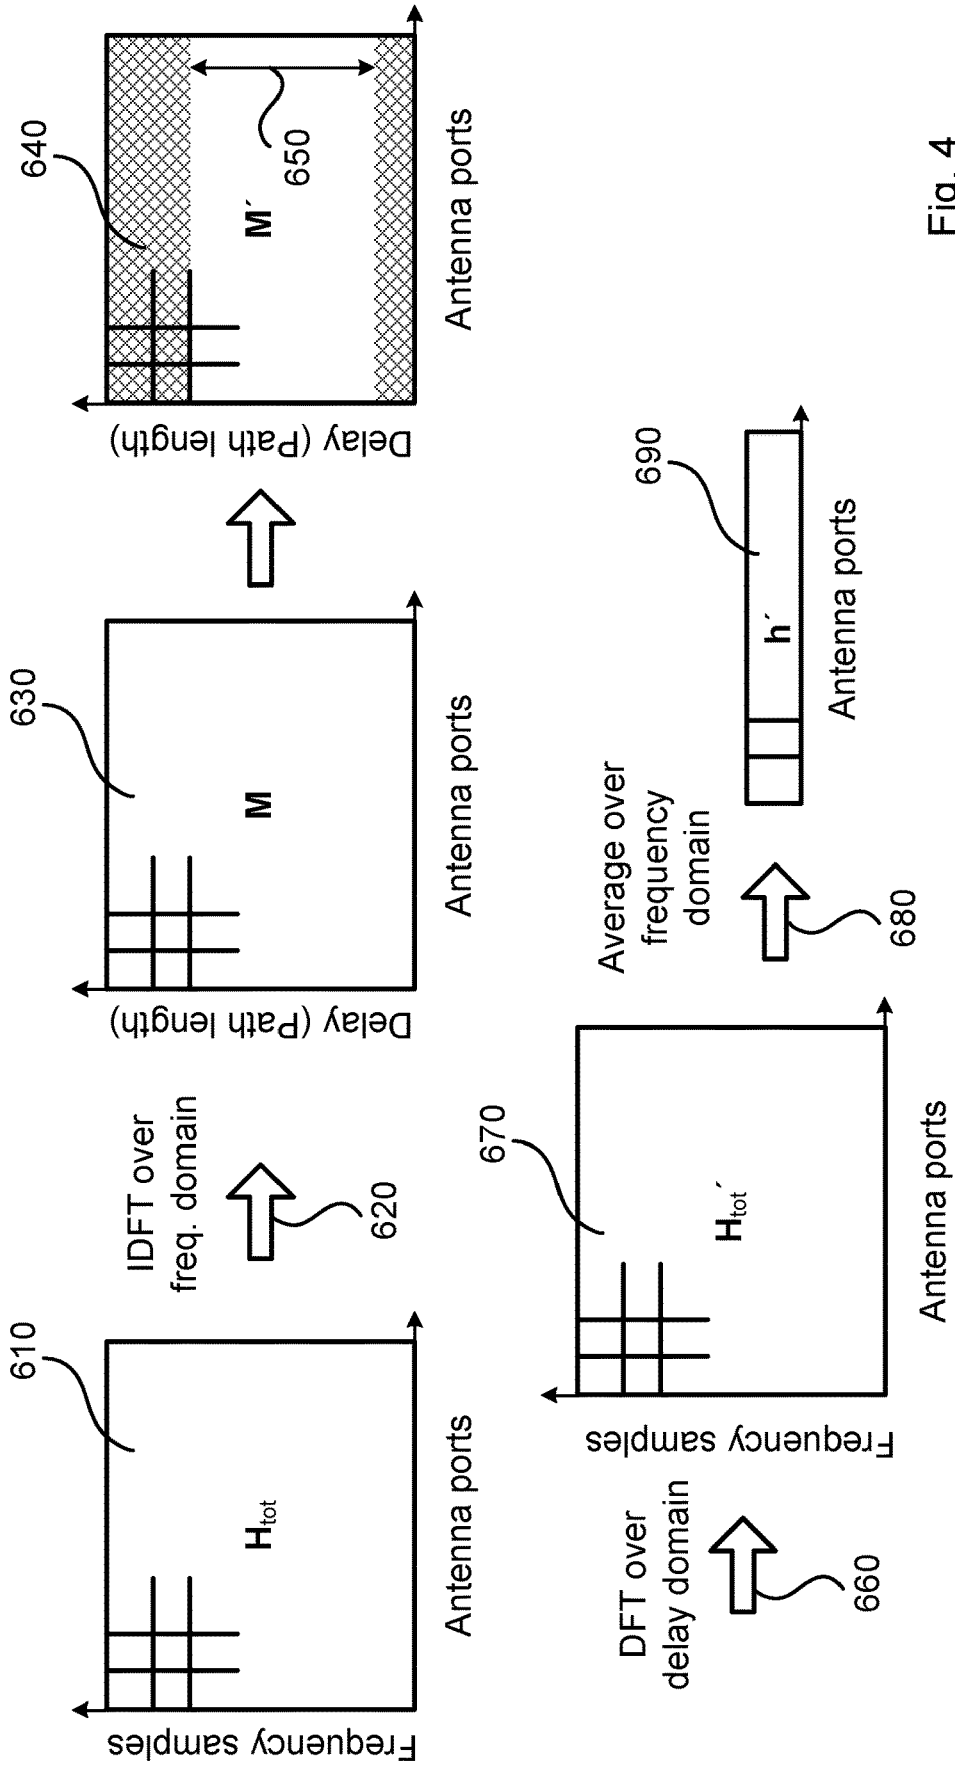 610
H_tot
Frequency samples
Antenna ports
IDFT over
freq. domain
620
630
M
Delay (Path length)
Antenna ports
640
650
M´
Delay (Path length)
Antenna ports
DFT over
delay domain
660
670
H_tot´
Frequency samples
Antenna ports
Average over
frequency
domain
680
690
h´
Antenna ports
Fig. 4